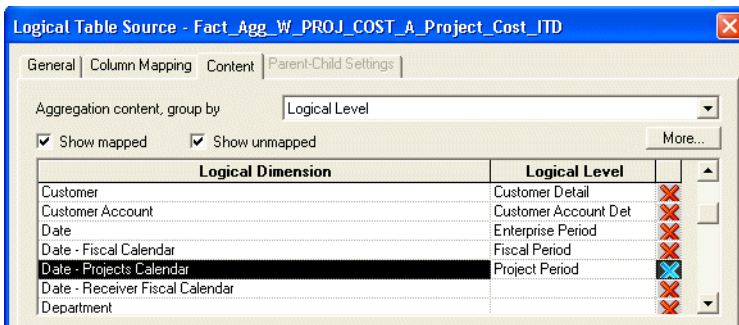 Logical Table Source - Fact_Agg_W_PROJ_COST_A_Project_Cost_ITD
General Column Mapping Content Parent-Child Settings
Aggregation content, group by Logical Level
Show mapped Show unmapped More...
Logical Dimension Logical Level
Customer Customer Detail
Customer Account Customer Account Det
Date Enterprise Period
Date - Fiscal Calendar Fiscal Period
Date - Projects Calendar Project Period
Date - Receiver Fiscal Calendar
Department